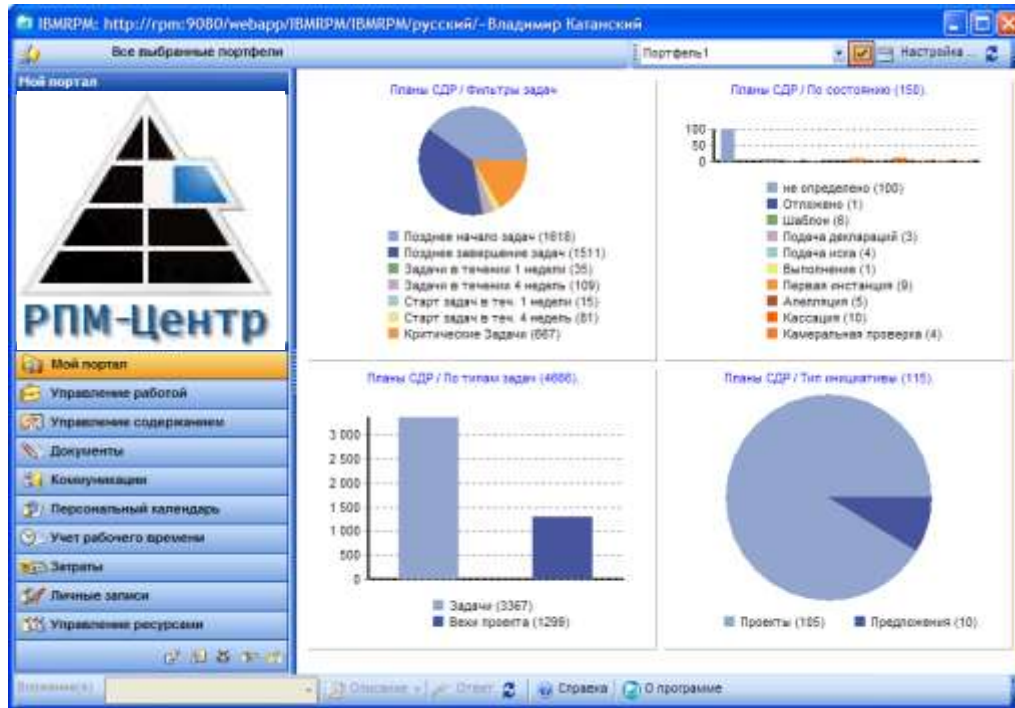 IBMRPM: http://rpm:9080/webapp/IBMRPM/IBMRPM/русский/- Владимир Катанский
Все выбранные портфели
Портфель1
Настройка ...
Мой портал
РПМ-Центр
Мой портал
Управление работой
Управление содержанием
Документы
Коммуникации
Персональный календарь
Учет рабочего времени
Затраты
Личные записи
Управление ресурсами
Планы СДР / Фильтры задач
Позднее начало задач (1618)
Позднее завершение задач (1511)
Задачи в течении 1 недели (35)
Задачи в течении 4 недель (109)
Старт задач в теч. 1 недели (15)
Старт задач в теч. 4 недель (81)
Критические Задачи (667)
Планы СДР / По состоянию (150).
100
50
0
не определено (100)
Отложено (1)
Шаблон (6)
Подача деклараций (3)
Подача иска (4)
Выполнение (1)
Первая инстанция (9)
Апелляция (5)
Кассация (10)
Камеральная проверка (4)
Планы СДР / По типам задач (4666).
3 000
2 500
2 000
1 500
1 000
500
0
Задачи (3367)
Вехи проекта (1299)
Планы СДР / Тип инициативы (115).
Проекты (105)
Предложения (10)
Описание
Ответ
Справка
О программе